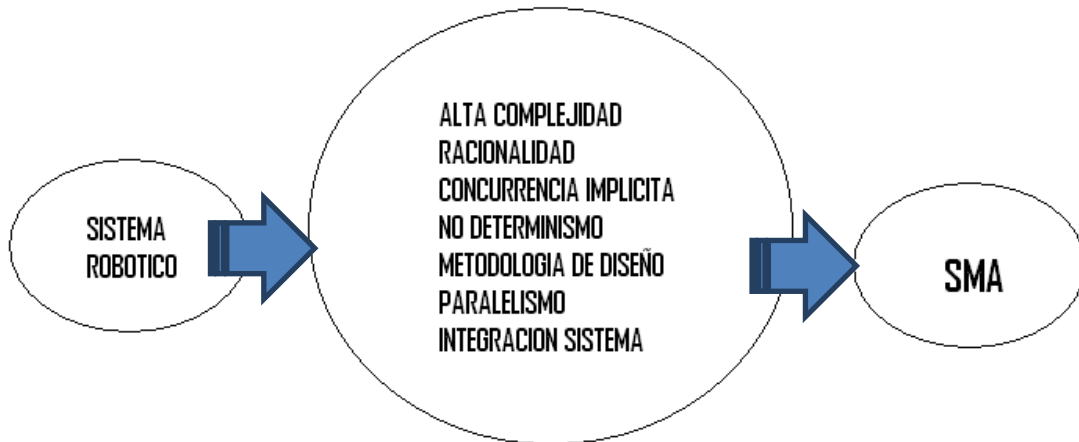 SISTEMA
ROBOTICO
ALTA COMPLEJIDAD
RACIONALIDAD
CONCURRENCIA IMPLICITA
NO DETERMINISMO
METODOLOGIA DE DISEÑO
PARALELISMO
INTEGRACION SISTEMA
SMA